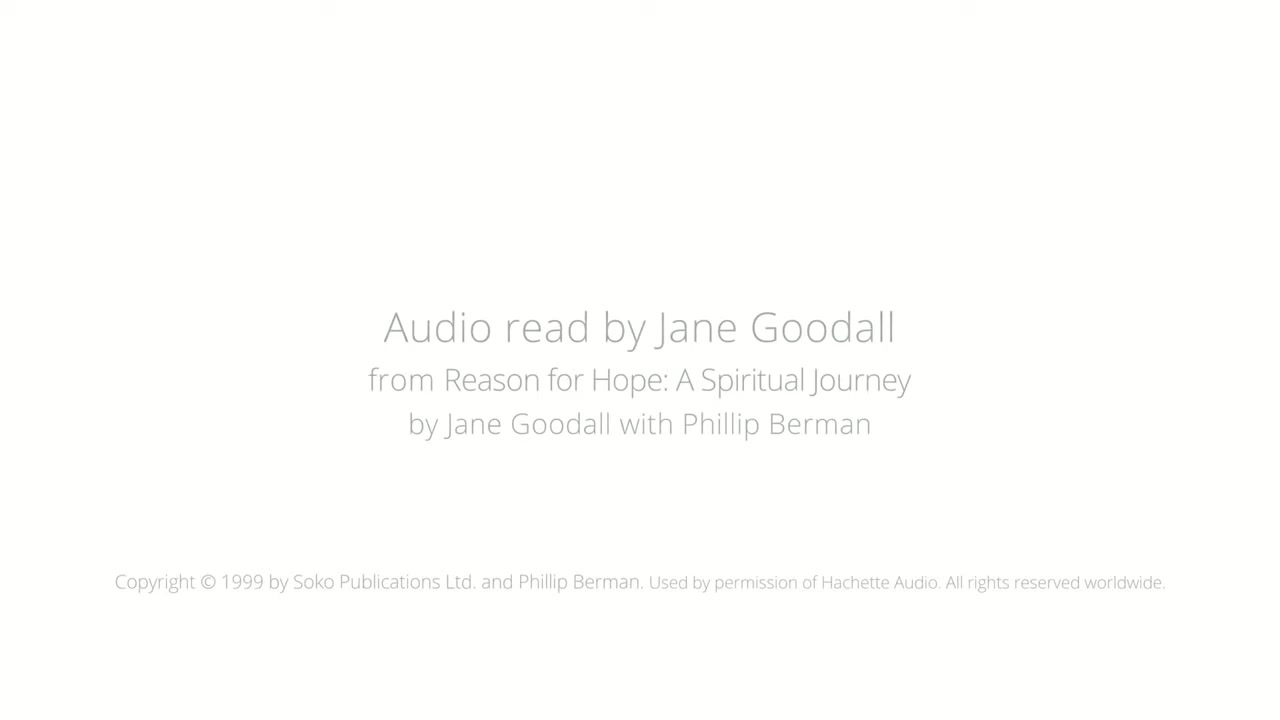 Audio read by Jane Goodall
from Reason for Hope: A Spiritual Journey
by Jane Goodall with Phillip Berman
Copyright © 1999 by Soko Publications Ltd. and Phillip Berman. Used by permission of Hachette Audio. All rights reserved worldwide.